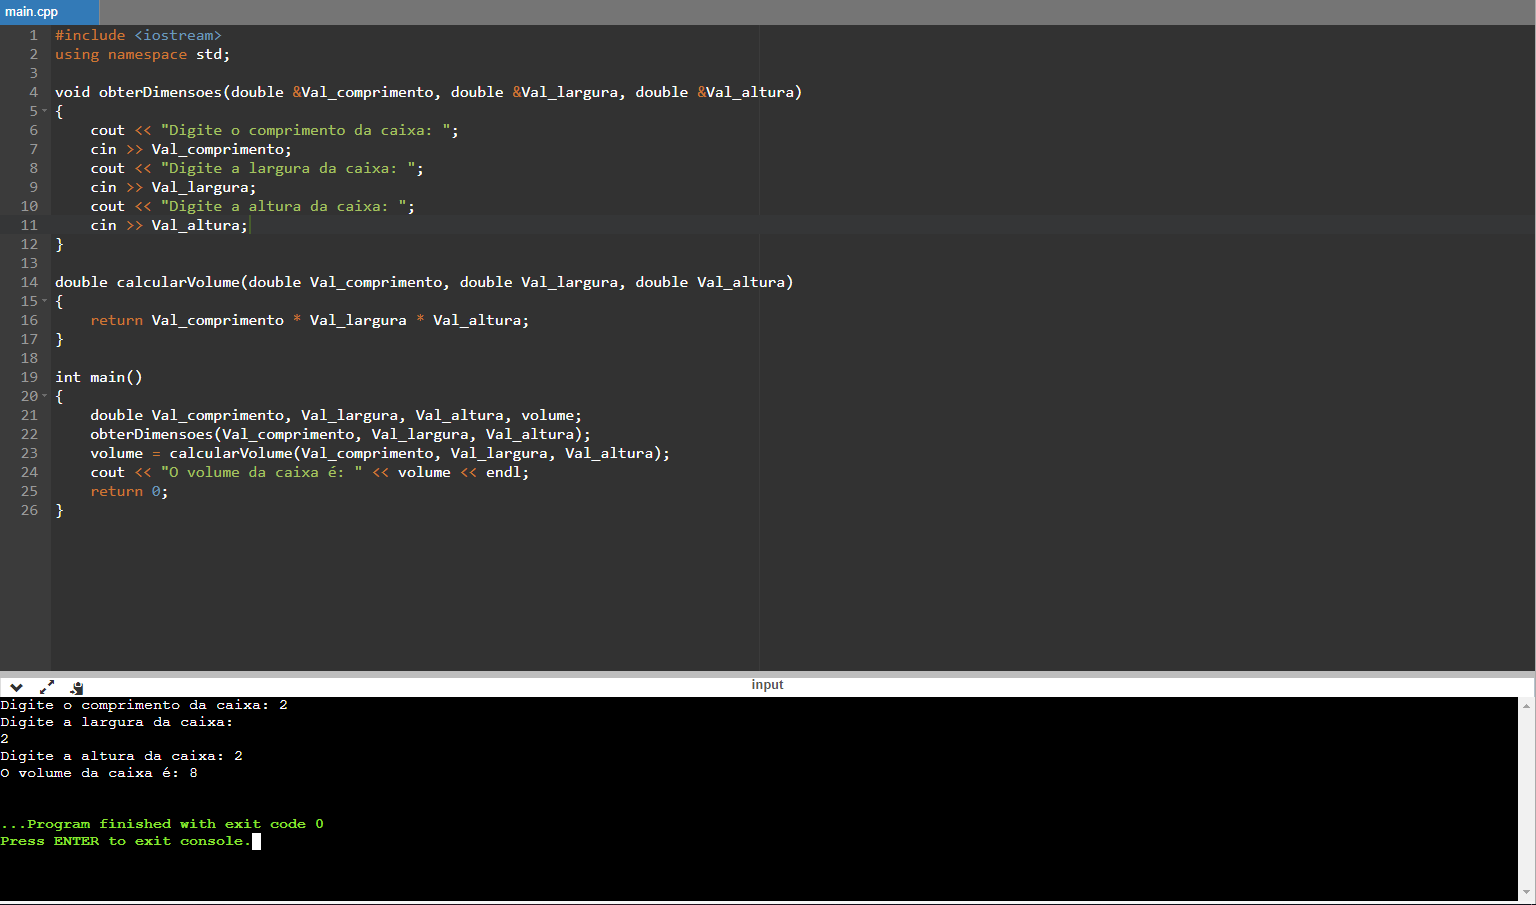 main.cpp
1 #include <iostream>
2 using namespace std;
3
4 void obterDimensoes(double &Val_comprimento, double &Val_largura, double &Val_altura)
5 {
6     cout << "Digite o comprimento da caixa: ";
7     cin >> Val_comprimento;
8     cout << "Digite a largura da caixa: ";
9     cin >> Val_largura;
10     cout << "Digite a altura da caixa: ";
11     cin >> Val_altura;
12 }
13
14 double calcularVolume(double Val_comprimento, double Val_largura, double Val_altura)
15 {
16     return Val_comprimento * Val_largura * Val_altura;
17 }
18
19 int main()
20 {
21     double Val_comprimento, Val_largura, Val_altura, volume;
22     obterDimensoes(Val_comprimento, Val_largura, Val_altura);
23     volume = calcularVolume(Val_comprimento, Val_largura, Val_altura);
24     cout << "O volume da caixa é: " << volume << endl;
25     return 0;
26 }
input
Digite o comprimento da caixa: 2
Digite a largura da caixa:
2
Digite a altura da caixa: 2
O volume da caixa é: 8
...Program finished with exit code 0
Press ENTER to exit console.